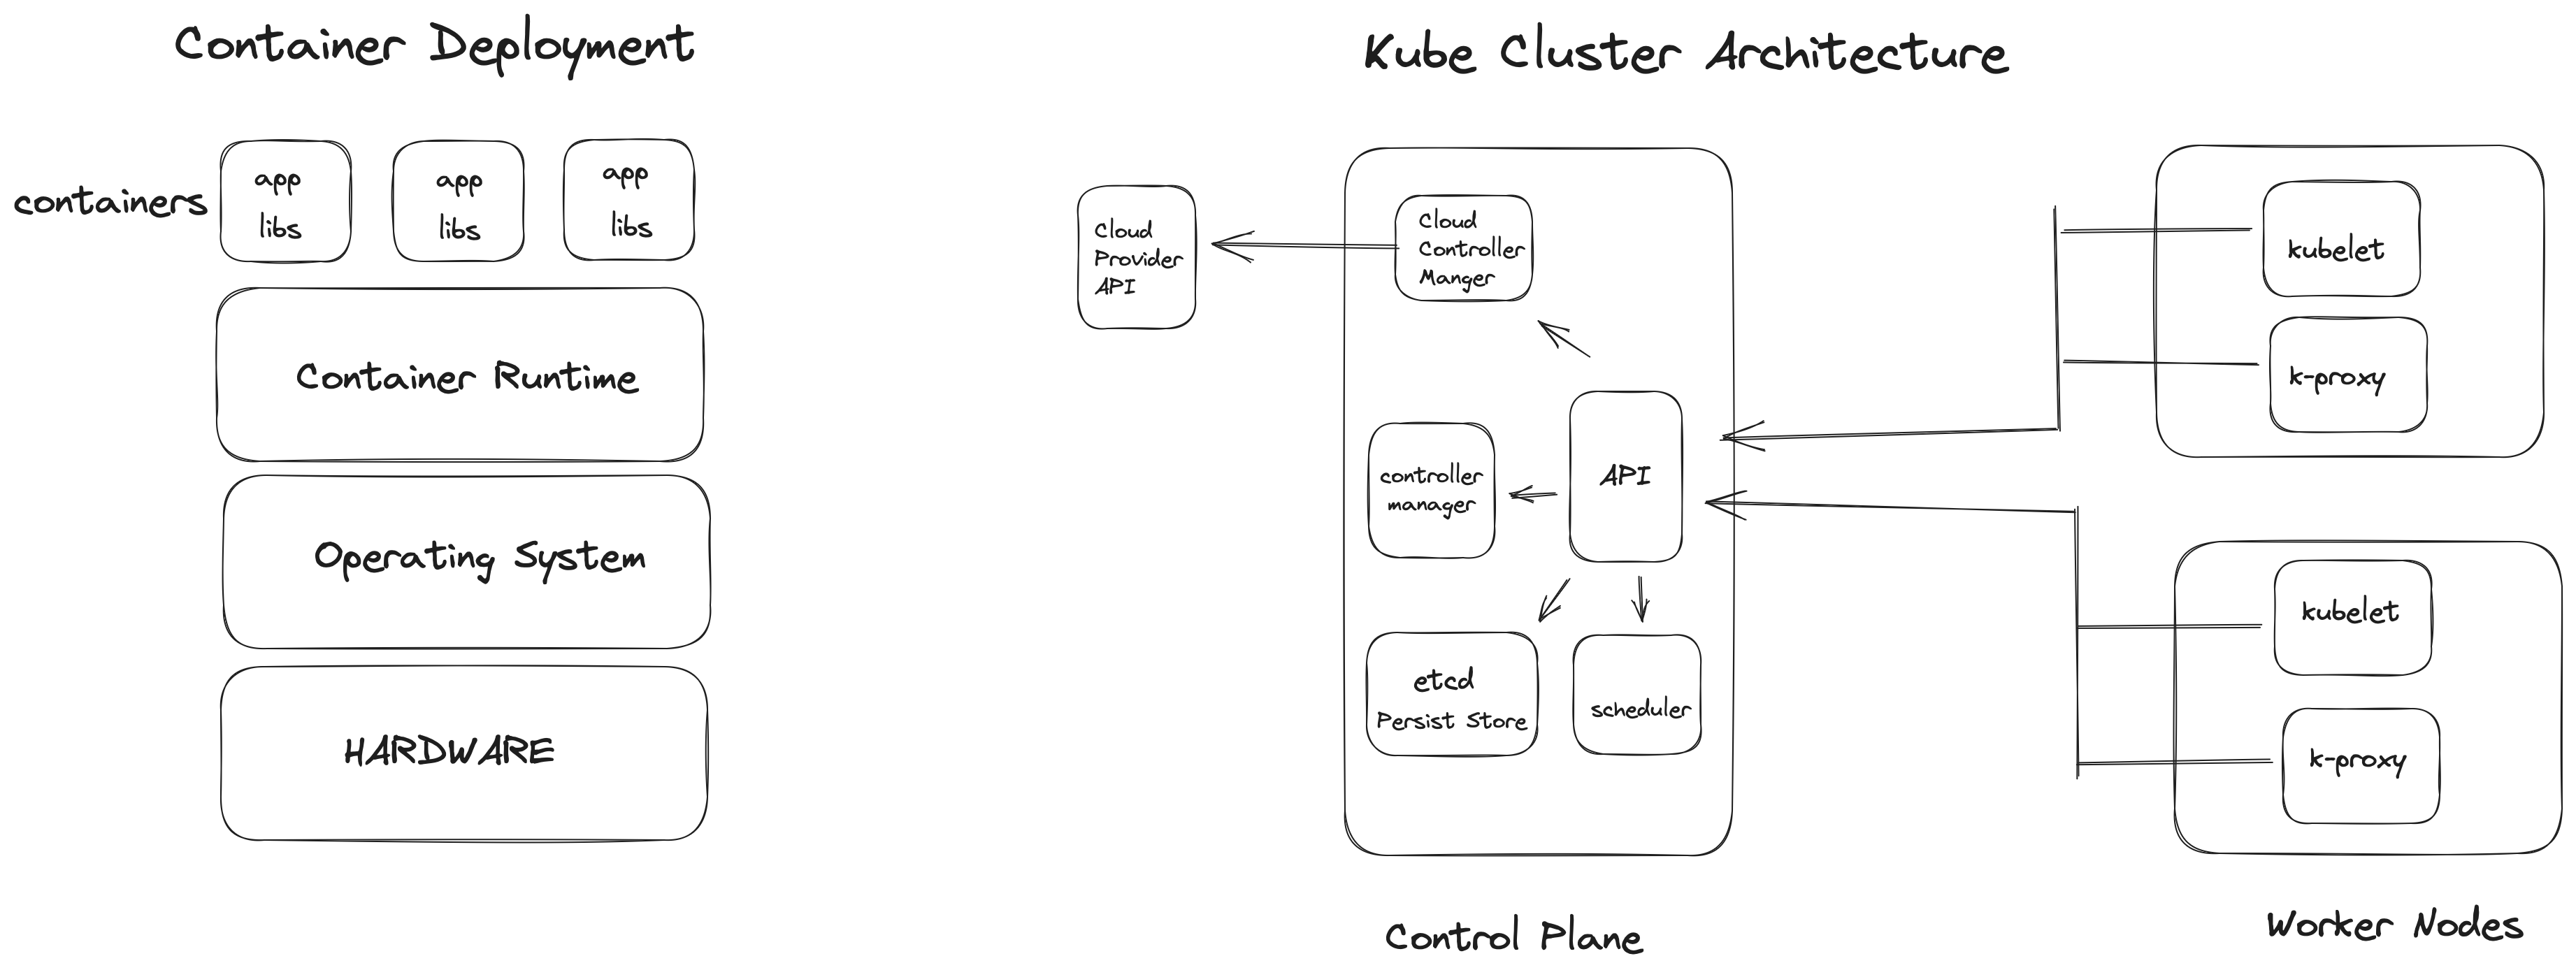 Container Deployment
containers
app
libs
app
libs
app
libs
Container Runtime
Operating System
HARDWARE
Kube Cluster Architecture
Cloud
Provider
API
Cloud
Controller
Manger
API
controller
manager
etcd
Persist Store
scheduler
Control Plane
kubelet
k-proxy
kubelet
k-proxy
Worker Nodes